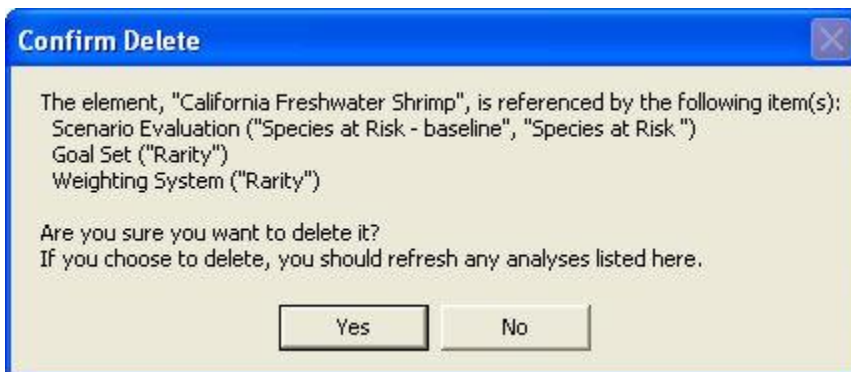 Confirm Delete
The element, "California Freshwater Shrimp", is referenced by the following item(s):
Scenario Evaluation ("Species at Risk - baseline", "Species at Risk ")
Goal Set ("Rarity")
Weighting System ("Rarity")
Are you sure you want to delete it?
If you choose to delete, you should refresh any analyses listed here.
Yes No